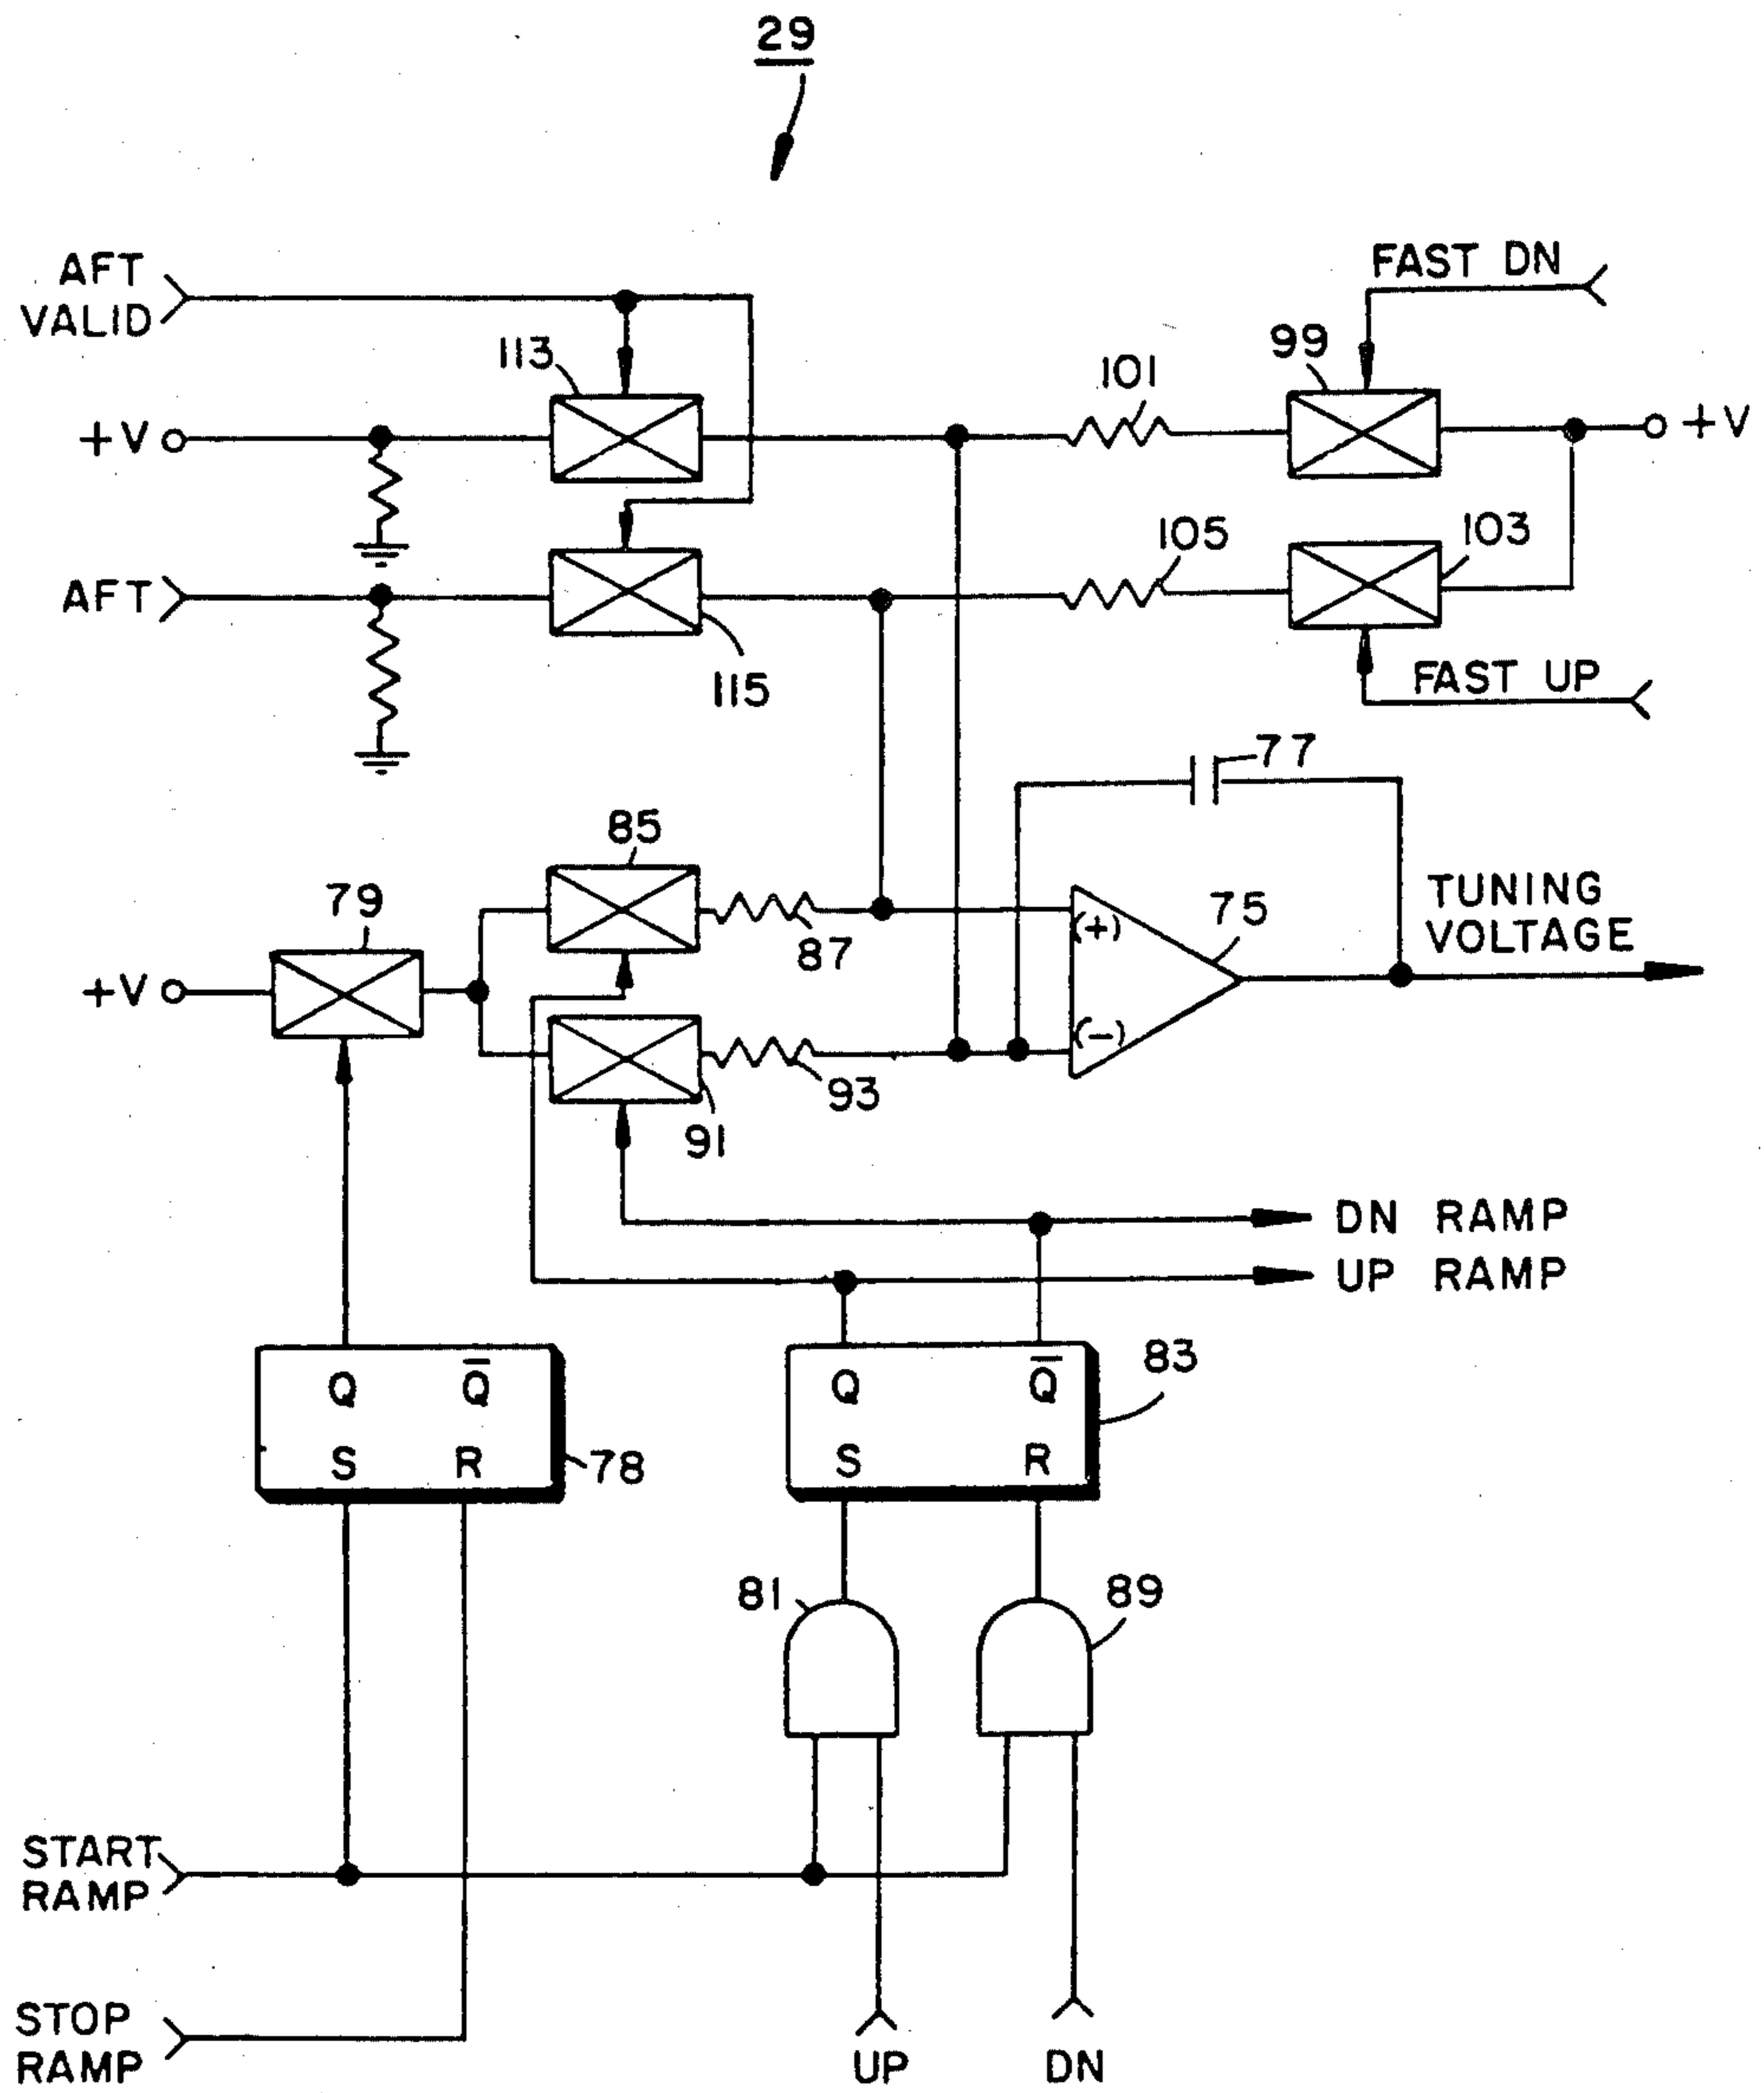 29
AFT
VALID
FAST DN
113
101
99
+V
+V
AFT
105
103
115
FAST UP
77
85
79
87
(+)
75
TUNING
VOLTAGE
+V
(−)
93
91
DN RAMP
UP RAMP
Q Q̅
S R
78
Q Q̅
S R
83
81
89
START
RAMP
STOP
RAMP
UP
DN